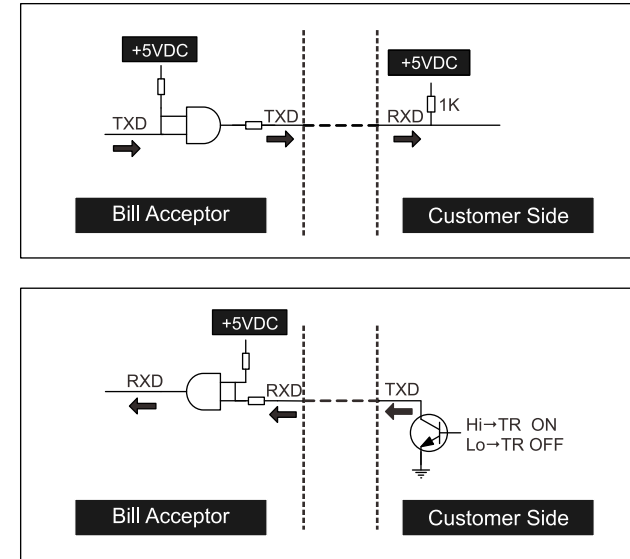 +5VDC
+5VDC
1K
TXD
TXD
RXD
Bill Acceptor
Customer Side
+5VDC
RXD
RXD
TXD
Hi→TR ON
Lo→TR OFF
Bill Acceptor
Customer Side